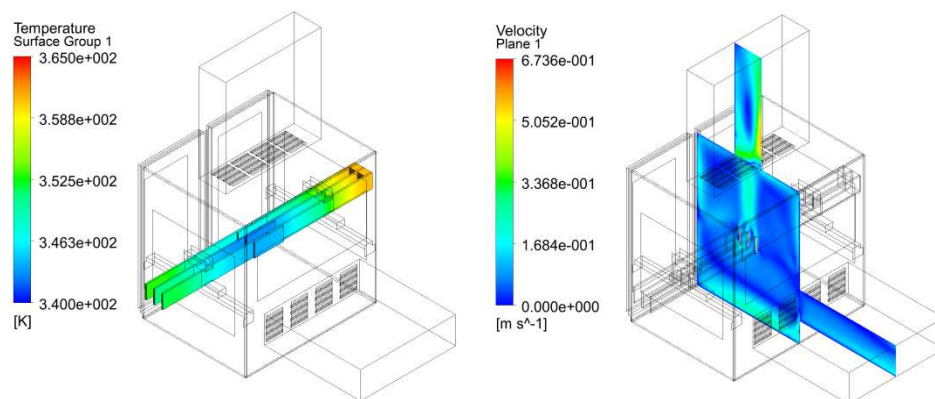 Temperature
Surface Group 1
3.650e+002
3.588e+002
3.525e+002
3.463e+002
3.400e+002
[K]
Velocity
Plane 1
6.736e-001
5.052e-001
3.368e-001
1.684e-001
0.000e+000
[m s^-1]